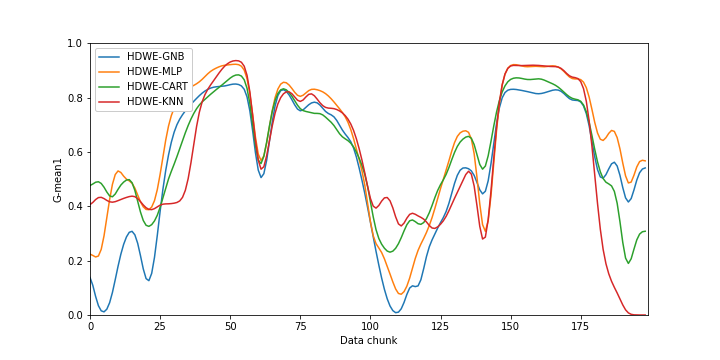 HDWE-GNB
HDWE-MLP
HDWE-CART
HDWE-KNN
1.0
0.8
0.6
0.4
0.2
0.0
G-mean1
0 25 50 75 100 125 150 175
Data chunk